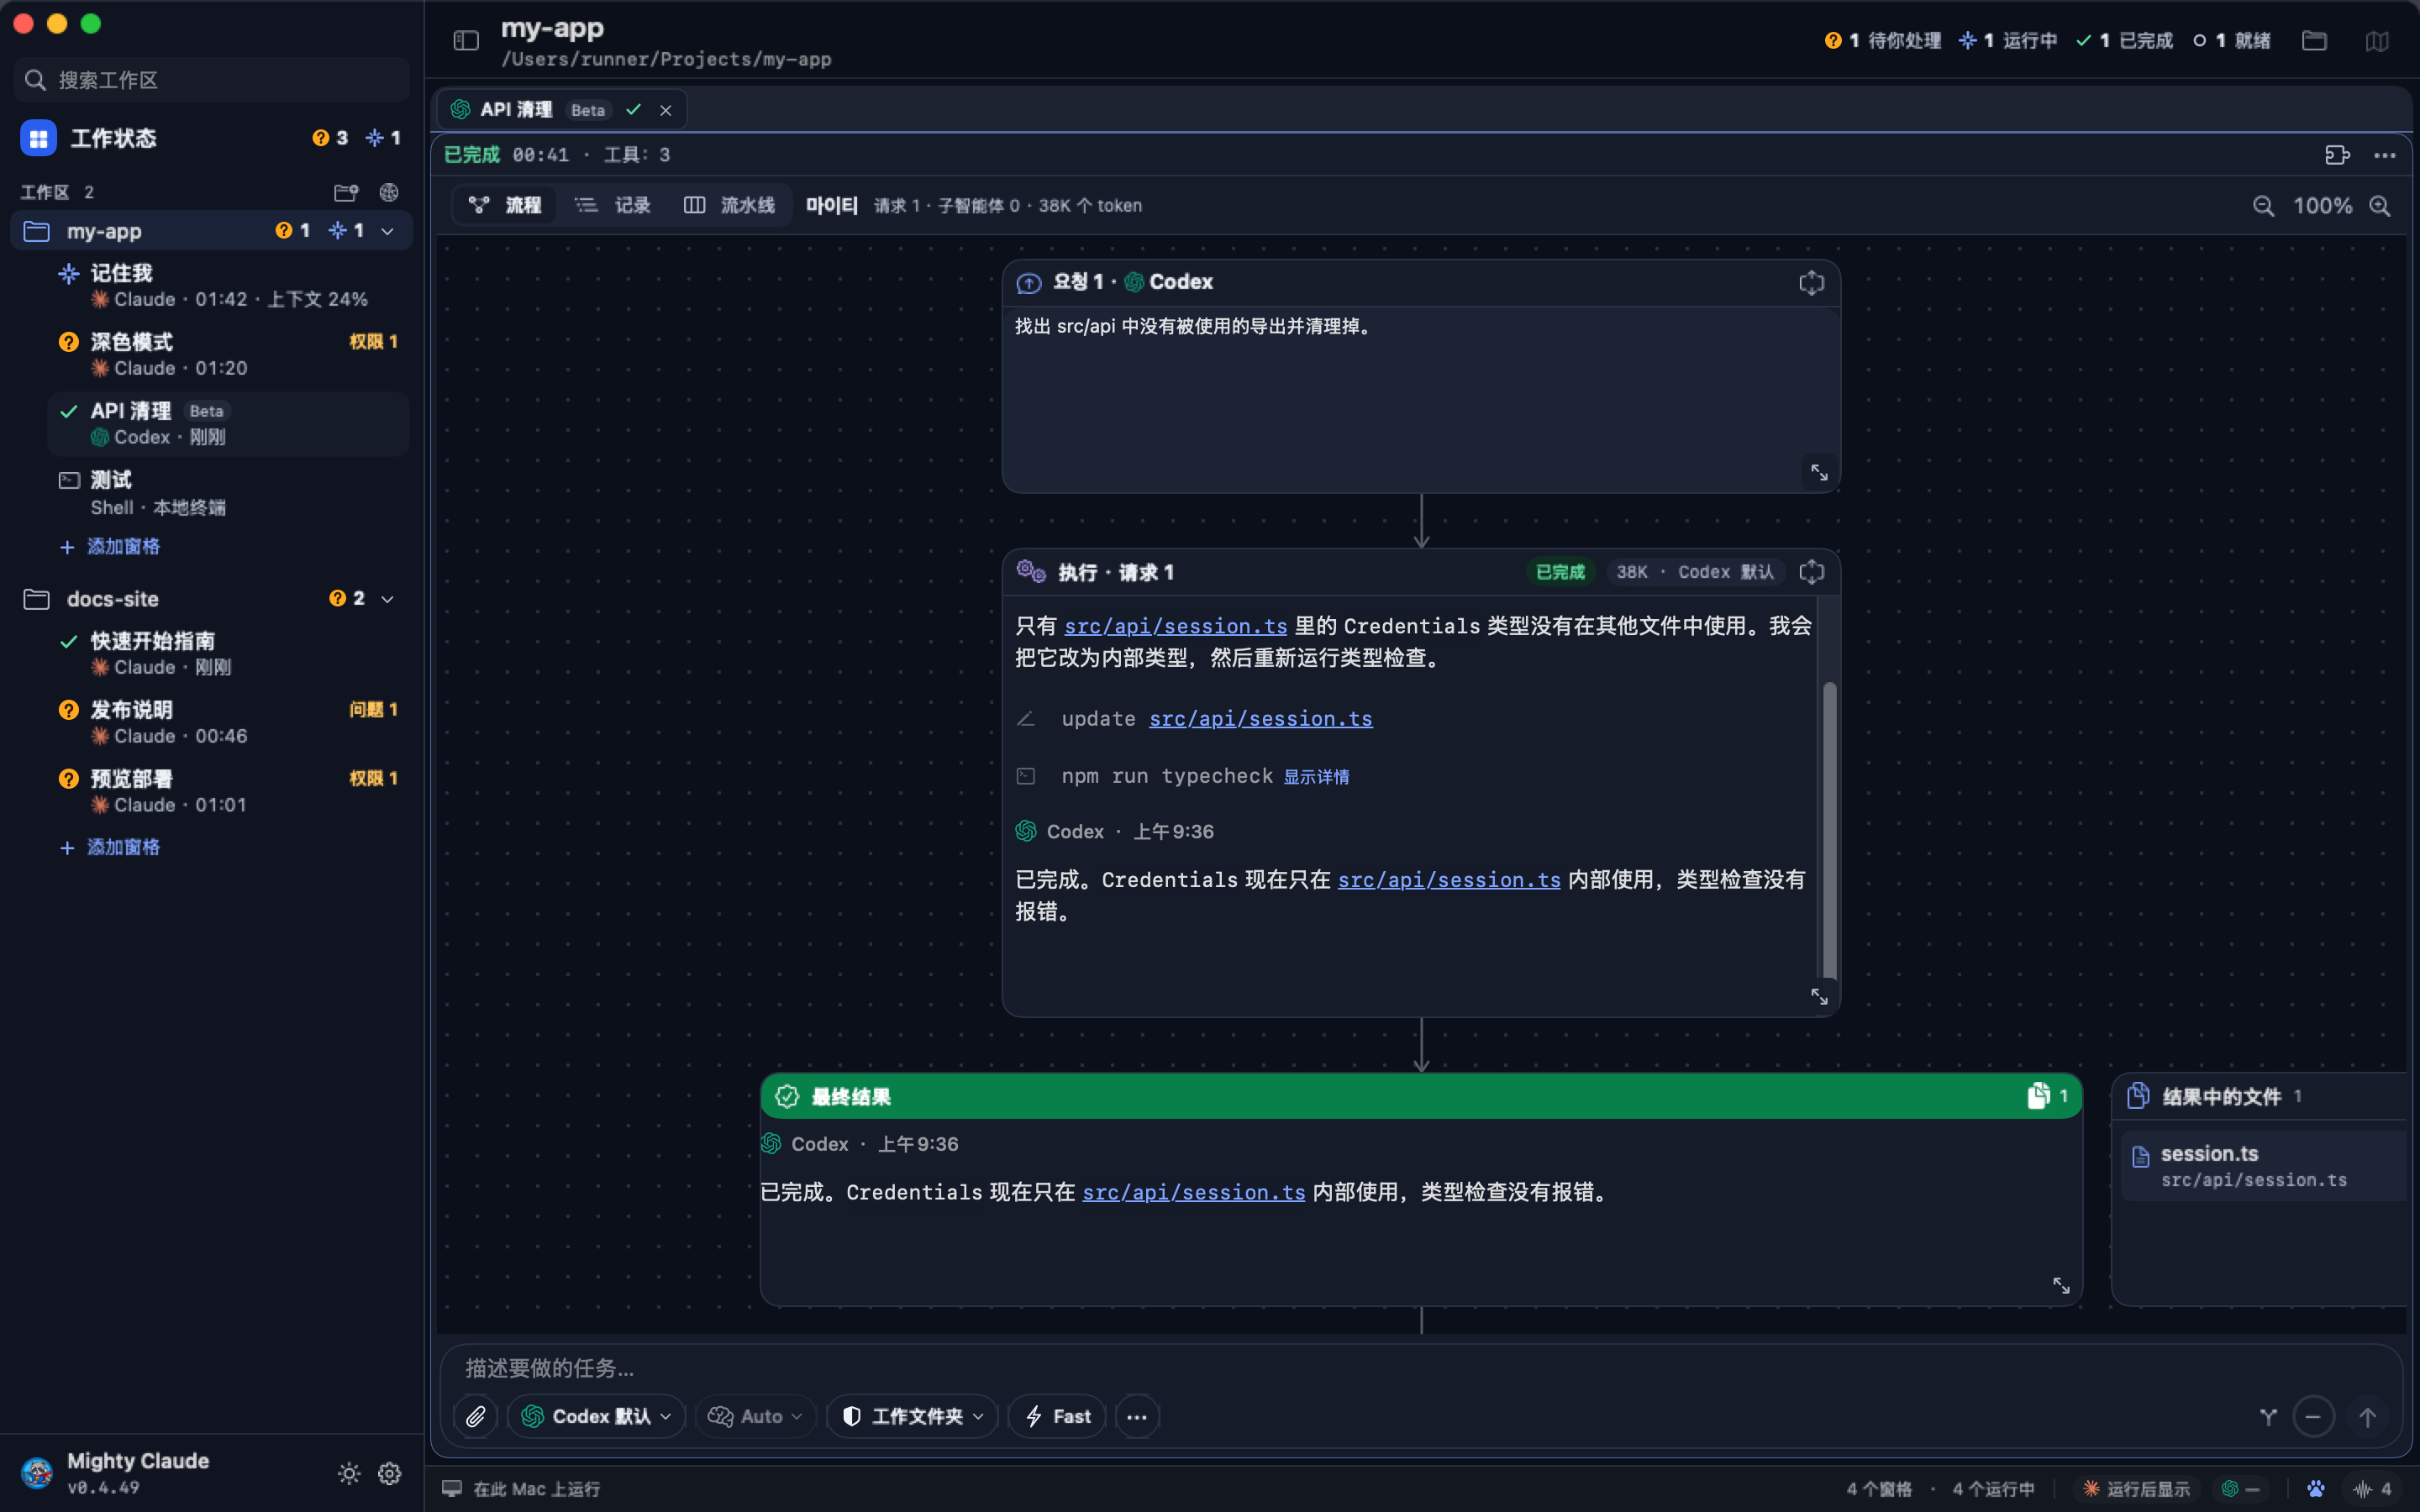 my-app
/Users/runner/Projects/my-app
1 待你处理 1 运行中 1 已完成 1 就绪
搜索工作区
工作状态 3 1
工作区 2
my-app 1 1
记住我
Claude · 01:42 · 上下文 24%
深色模式 权限 1
Claude · 01:20
API 清理 Beta
Codex · 刚刚
测试
Shell · 本地终端
+ 添加窗格
docs-site 2
快速开始指南
Claude · 刚刚
发布说明 问题 1
Claude · 00:46
预览部署 权限 1
Claude · 01:01
+ 添加窗格
Mighty Claude
v0.4.49
API 清理 Beta
已完成 00:41 · 工具: 3
流程 记录 流水线 마이티 请求 1 · 子智能体 0 · 38K 个 token
100%
요청 1 · Codex
找出 src/api 中没有被使用的导出并清理掉。
执行 · 请求 1 已完成 38K · Codex 默认
只有 src/api/session.ts 里的 Credentials 类型没有在其他文件中使用。我会
把它改为内部类型，然后重新运行类型检查。
update src/api/session.ts
npm run typecheck 显示详情
Codex · 上午9:36
已完成。Credentials 现在只在 src/api/session.ts 内部使用，类型检查没有
报错。
最终结果 1
Codex · 上午9:36
已完成。Credentials 现在只在 src/api/session.ts 内部使用，类型检查没有报错。
结果中的文件 1
session.ts
src/api/session.ts
描述要做的任务...
Codex 默认 Auto 工作文件夹 Fast
在此 Mac 上运行
4 个窗格 · 4 个运行中 运行后显示 — 4